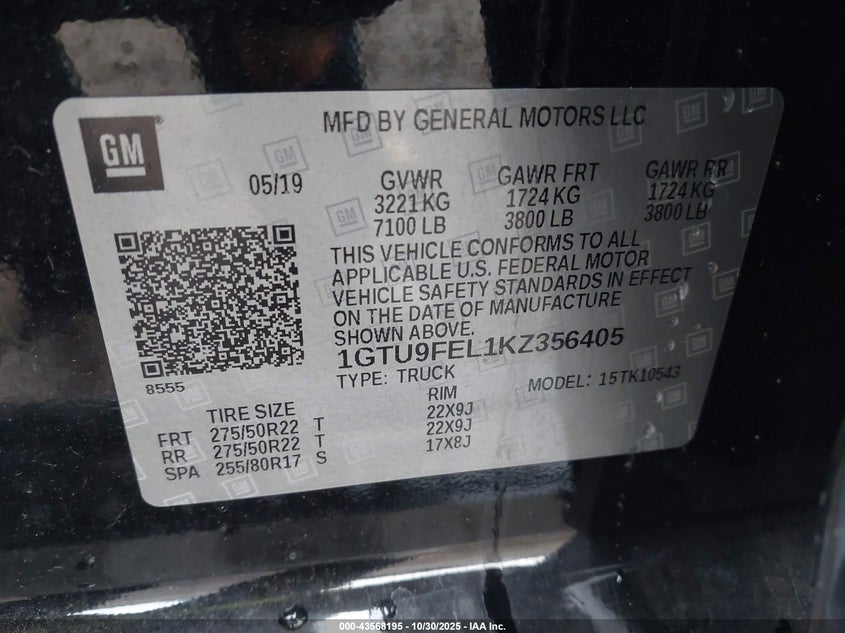 GM
MFD BY GENERAL MOTORS LLC
05/19
GVWR GAWR FRT GAWR RR
3221 KG 1724 KG 1724 KG
7100 LB 3800 LB 3800 LB
THIS VEHICLE CONFORMS TO ALL
APPLICABLE U.S. FEDERAL MOTOR
VEHICLE SAFETY STANDARDS IN EFFECT
ON THE DATE OF MANUFACTURE
SHOWN ABOVE.
1GTU9FEL1KZ356405
8555
TYPE: TRUCK MODEL: 15TK10543
TIRE SIZE RIM
FRT 275/50R22 T 22X9J
RR 275/50R22 T 22X9J
SPA 255/80R17 S 17X8J
000-43568195 - 10/30/2025 - IAA Inc.